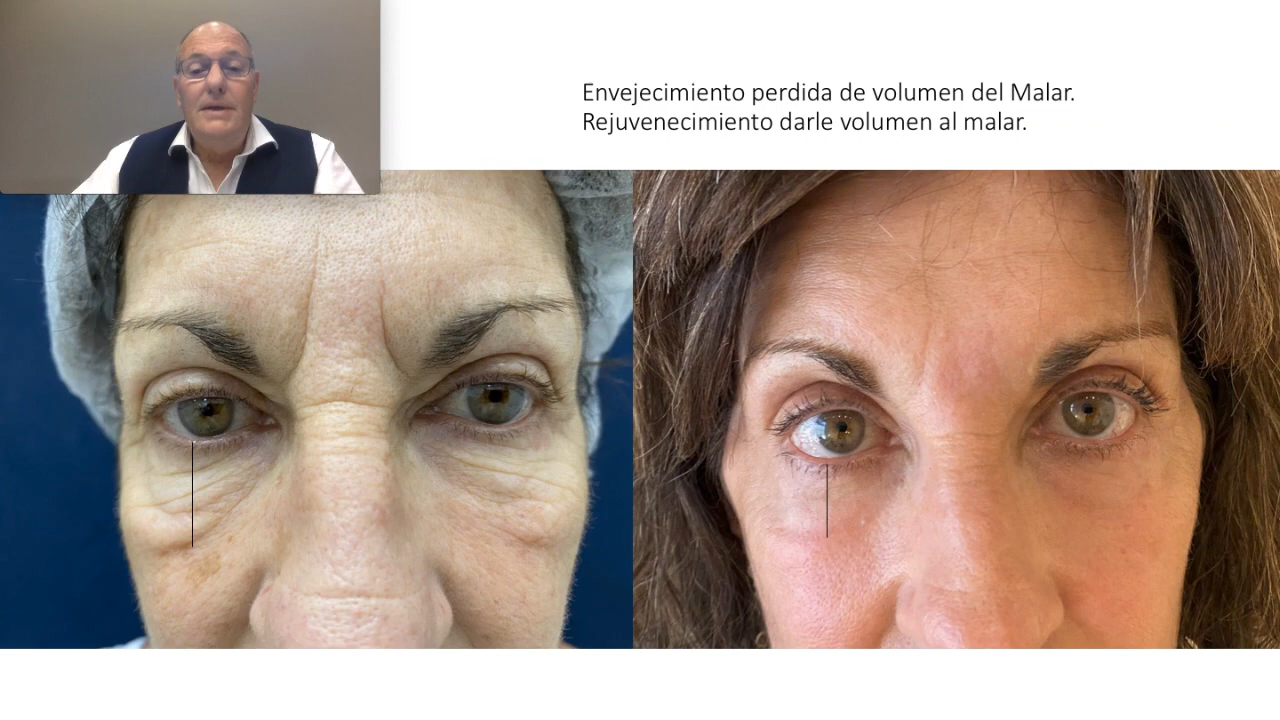 Envejecimiento perdida de volumen del Malar.
Rejuvenecimiento darle volumen al malar.